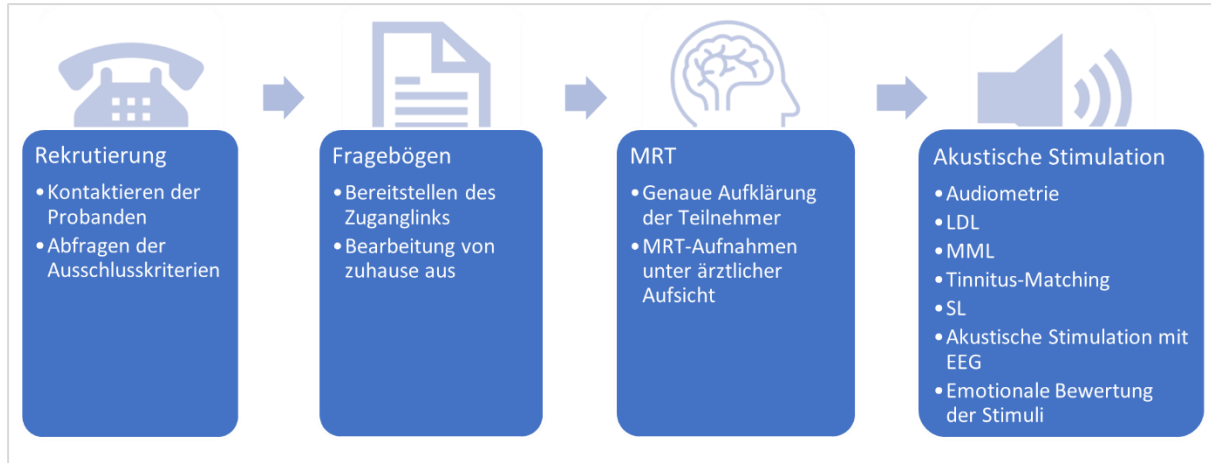 Rekrutierung
• Kontaktieren der
Probanden
• Abfragen der
Ausschlusskriterien
Fragebögen
• Bereitstellen des
Zuganglinks
• Bearbeitung von
zuhause aus
MRT
• Genaue Aufklärung
der Teilnehmer
• MRT-Aufnahmen
unter ärztlicher
Aufsicht
Akustische Stimulation
• Audiometrie
• LDL
• MML
• Tinnitus-Matching
• SL
• Akustische Stimulation mit
EEG
• Emotionale Bewertung
der Stimuli